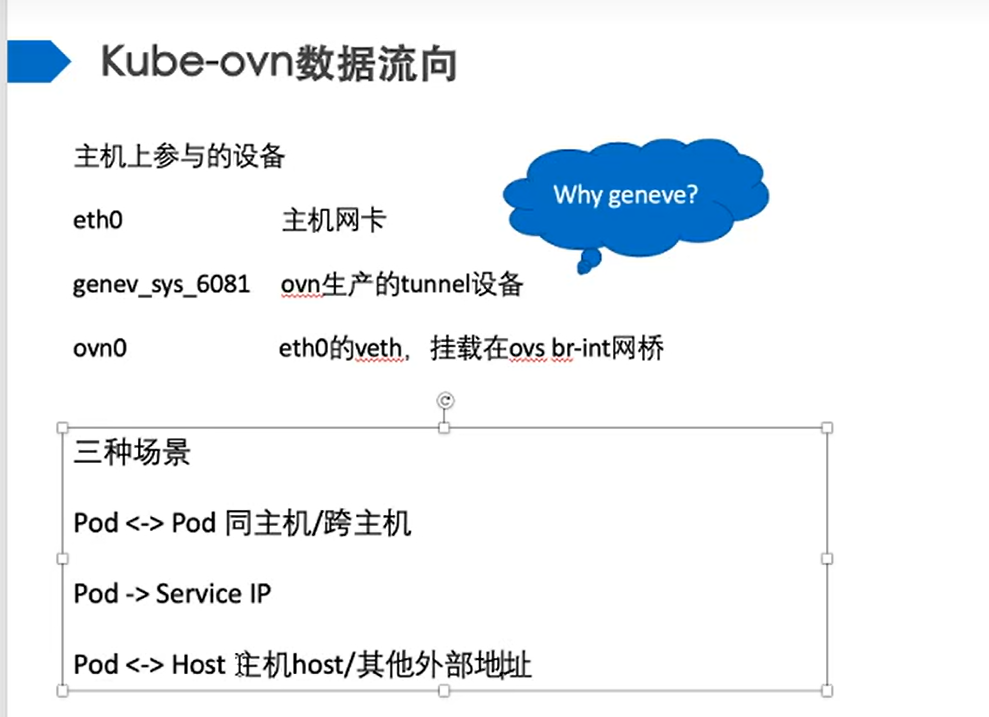 Kube-ovn数据流向
主机上参与的设备
Why geneve?
eth0 主机网卡
genev_sys_6081 ovn生产的tunnel设备
ovn0 eth0的veth，挂载在ovs br-int网桥
三种场景
Pod <-> Pod 同主机/跨主机
Pod -> Service IP
Pod <-> Host 主机host/其他外部地址